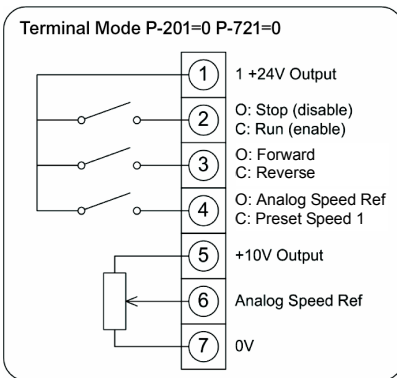 Terminal Mode P-201=0 P-721=0
1 1 +24V Output
2 O: Stop (disable)
C: Run (enable)
3 O: Forward
C: Reverse
4 O: Analog Speed Ref
C: Preset Speed 1
5 +10V Output
6 Analog Speed Ref
7 0V